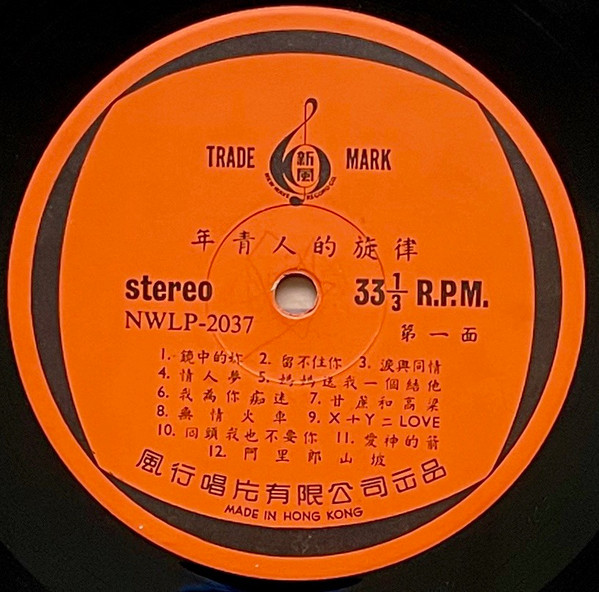 TRADE MARK
新風
NEW WAVE RECORD CO.
年青人的旋律
stereo 33 1/3 R.P.M.
NWLP-2037
第一面
1. 鏡中的妳 2. 留不住你 3. 淚與同情
4. 情人夢 5. 媽媽送我一個結他
6. 我為你痴迷 7. 甘蔗和高梁
8. 無情火車 9. X+Y=LOVE
10. 回頭我也不要你 11. 愛神的箭
12. 阿里郎山坡
風行唱片有限公司出品
MADE IN HONG KONG